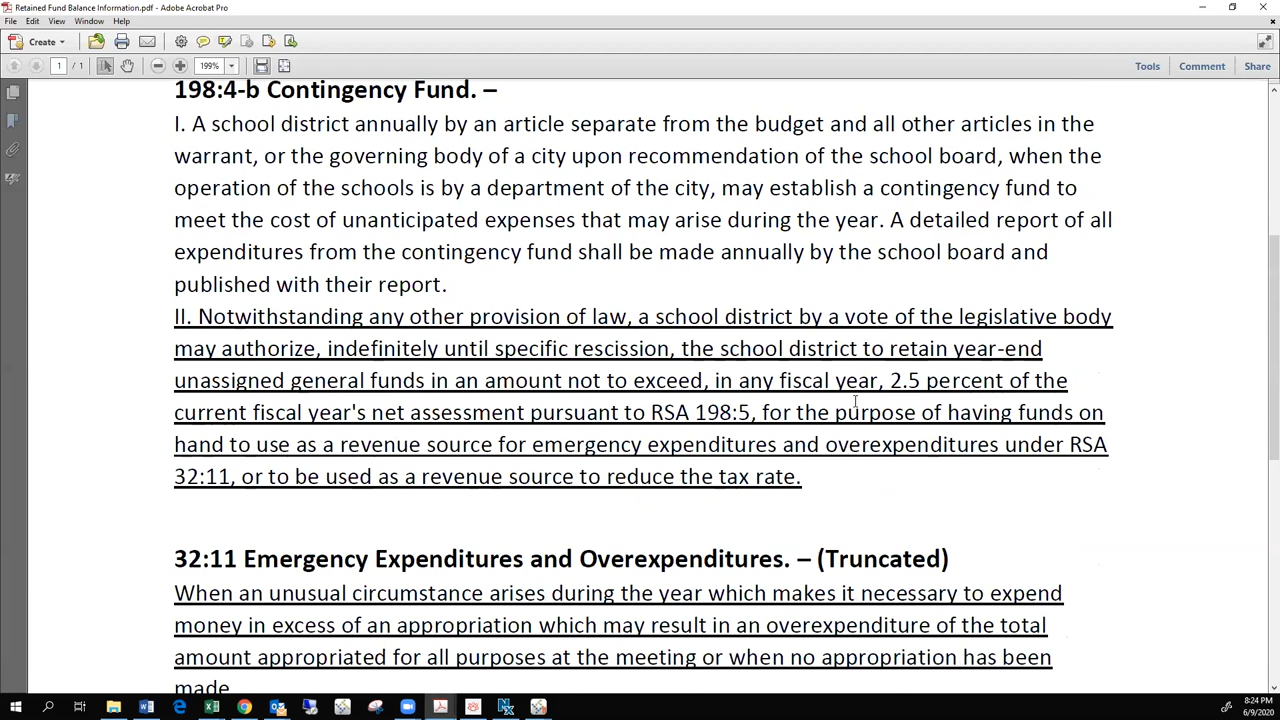 Retained Fund Balance Information.pdf - Adobe Acrobat Pro
File Edit View Window Help
Create
1 / 1 199% Tools Comment Share
198:4-b Contingency Fund. –
I. A school district annually by an article separate from the budget and all other articles in the
warrant, or the governing body of a city upon recommendation of the school board, when the
operation of the schools is by a department of the city, may establish a contingency fund to
meet the cost of unanticipated expenses that may arise during the year. A detailed report of all
expenditures from the contingency fund shall be made annually by the school board and
published with their report.
II. Notwithstanding any other provision of law, a school district by a vote of the legislative body
may authorize, indefinitely until specific rescission, the school district to retain year-end
unassigned general funds in an amount not to exceed, in any fiscal year, 2.5 percent of the
current fiscal year's net assessment pursuant to RSA 198:5, for the purpose of having funds on
hand to use as a revenue source for emergency expenditures and overexpenditures under RSA
32:11, or to be used as a revenue source to reduce the tax rate.
32:11 Emergency Expenditures and Overexpenditures. – (Truncated)
When an unusual circumstance arises during the year which makes it necessary to expend
money in excess of an appropriation which may result in an overexpenditure of the total
amount appropriated for all purposes at the meeting or when no appropriation has been
made
8:24 PM
6/9/2020